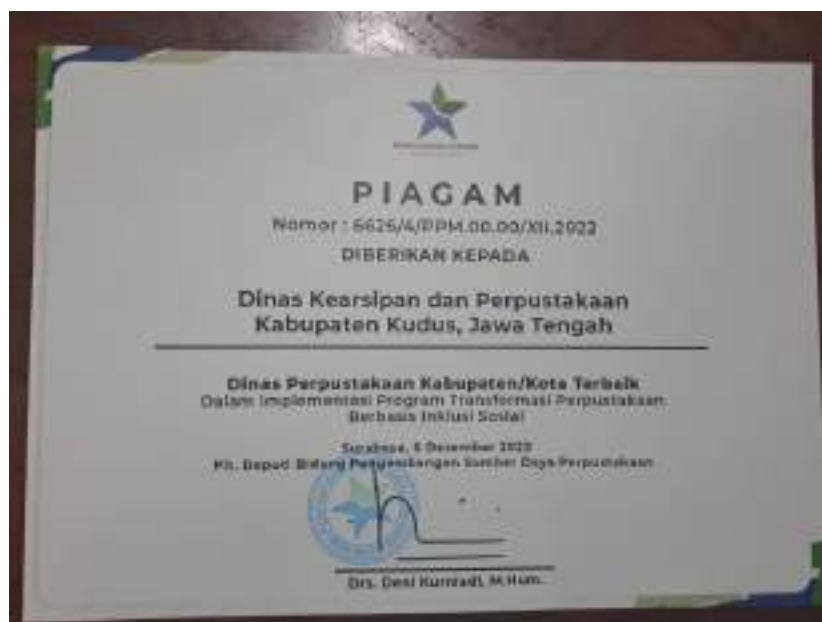 PIAGAM
Nomor : 6626/4/PPM.00.00/XII.2022
DIBERIKAN KEPADA
Dinas Kearsipan dan Perpustakaan
Kabupaten Kudus, Jawa Tengah
Dinas Perpustakaan Kabupaten/Kota Terbaik
Dalam Implementasi Program Transformasi Perpustakaan
Berbasis Inklusi Sosial
Surabaya, 6 Desember 2022
Plt. Deputi Bidang Pengembangan Sumber Daya Perpustakaan
Drs. Deni Kurniadi, M.Hum.